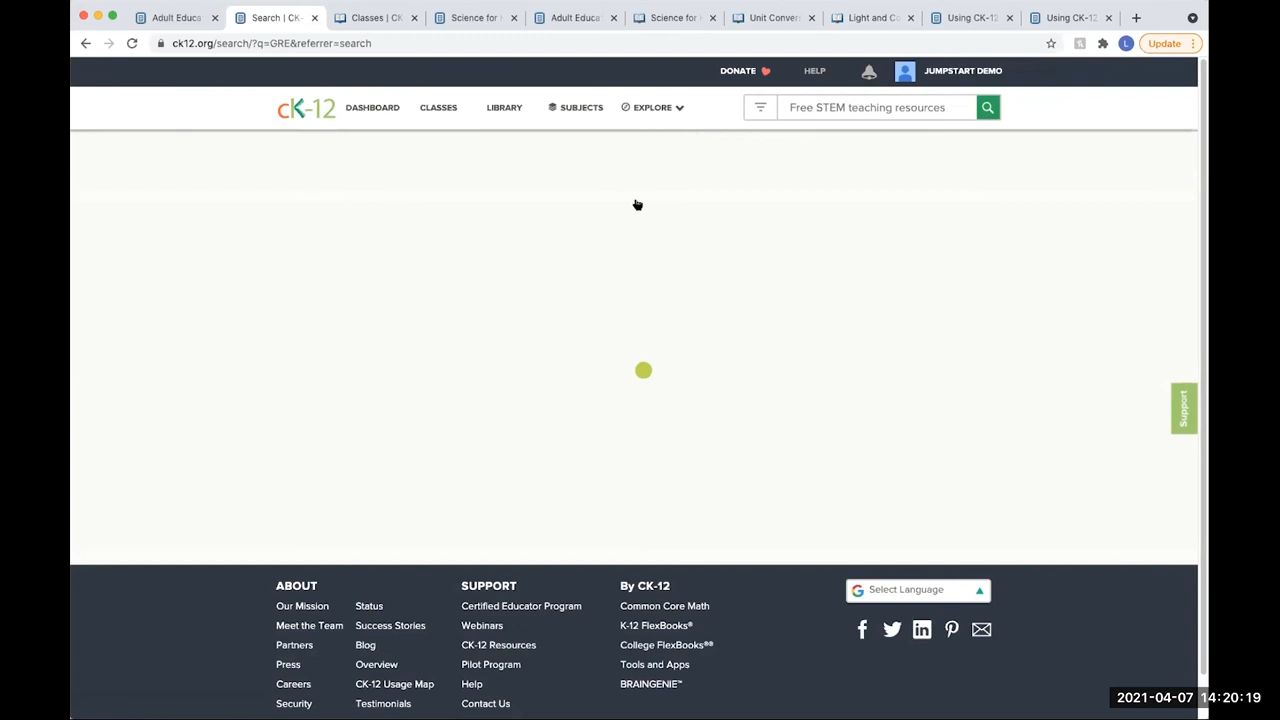 Adult Educa
Search | CK-
Classes | CK
Science for
Adult Educa
Science for
Unit Conver
Light and Co
Using CK-12
Using CK-12
ck12.org/search/?q=GRE&referrer=search
L
Update
DONATE
HELP
JUMPSTART DEMO
cK-12
DASHBOARD
CLASSES
LIBRARY
SUBJECTS
EXPLORE
Free STEM teaching resources
Support
ABOUT
Our Mission
Meet the Team
Partners
Press
Careers
Security
Status
Success Stories
Blog
Overview
CK-12 Usage Map
Testimonials
SUPPORT
Certified Educator Program
Webinars
CK-12 Resources
Pilot Program
Help
Contact Us
By CK-12
Common Core Math
K-12 FlexBooks®
College FlexBooks®®
Tools and Apps
BRAINGENIE™
Select Language
2021-04-07 14:20:19